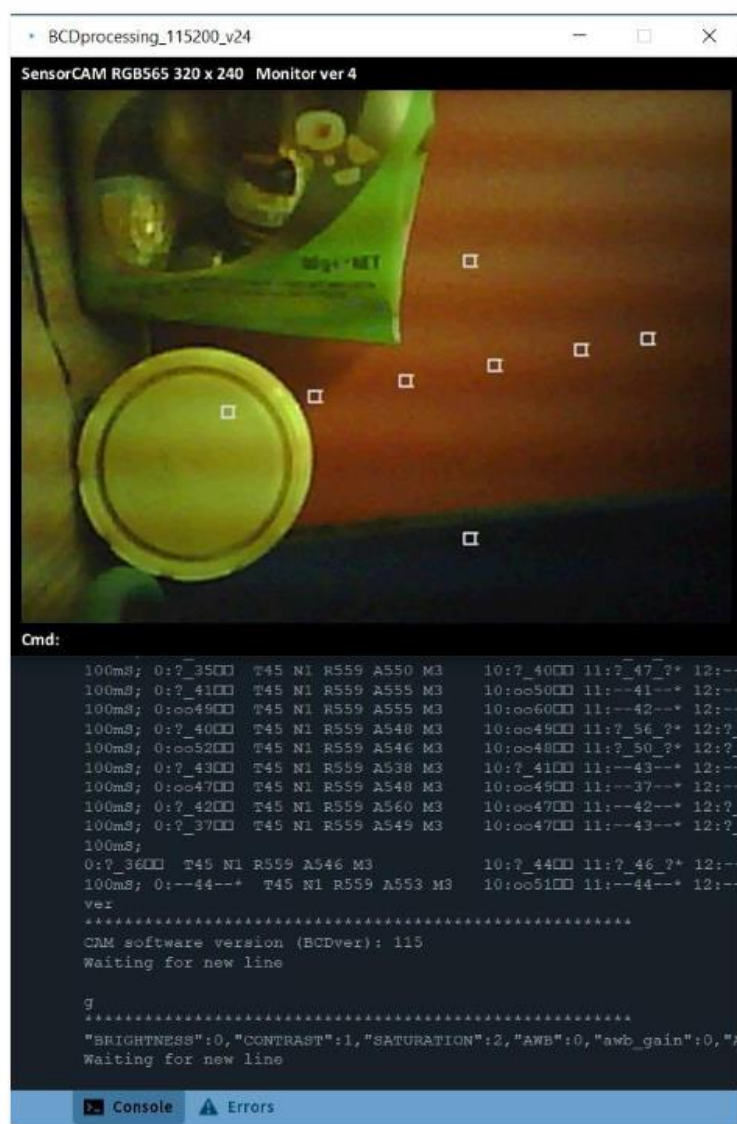 BCDprocessing_115200_v24
SensorCAM RGB565 320 x 240 Monitor ver 4
NET
Cmd:
100mS; 0:?_35□□ T45 N1 R559 A550 M3 10:?_40□□ 11:?_47_?* 12:--
100mS; 0:?_41□□ T45 N1 R559 A555 M3 10:oo50□□ 11:--41--* 12:--
100mS; 0:oo49□□ T45 N1 R559 A555 M3 10:oo60□□ 11:--42--* 12:--
100mS; 0:?_40□□ T45 N1 R559 A548 M3 10:oo49□□ 11:?_56_?* 12:?_
100mS; 0:oo52□□ T45 N1 R559 A546 M3 10:oo48□□ 11:?_50_?* 12:?_
100mS; 0:?_43□□ T45 N1 R559 A538 M3 10:?_41□□ 11:--43--* 12:--
100mS; 0:oo47□□ T45 N1 R559 A548 M3 10:oo49□□ 11:--37--* 12:--
100mS; 0:?_42□□ T45 N1 R559 A560 M3 10:oo47□□ 11:--42--* 12:?_
100mS; 0:?_37□□ T45 N1 R559 A549 M3 10:oo47□□ 11:--43--* 12:?_
100mS;
0:?_36□□ T45 N1 R559 A546 M3 10:?_44□□ 11:?_46_?* 12:--
100mS; 0:--44--* T45 N1 R559 A553 M3 10:oo51□□ 11:--44--* 12:--
ver
*******************************************************
CAM software version (BCDver): 115
Waiting for new line
g
*******************************************************
"BRIGHTNESS":0,"CONTRAST":1,"SATURATION":2,"AWB":0,"awb_gain":0,"A
Waiting for new line
Console
Errors